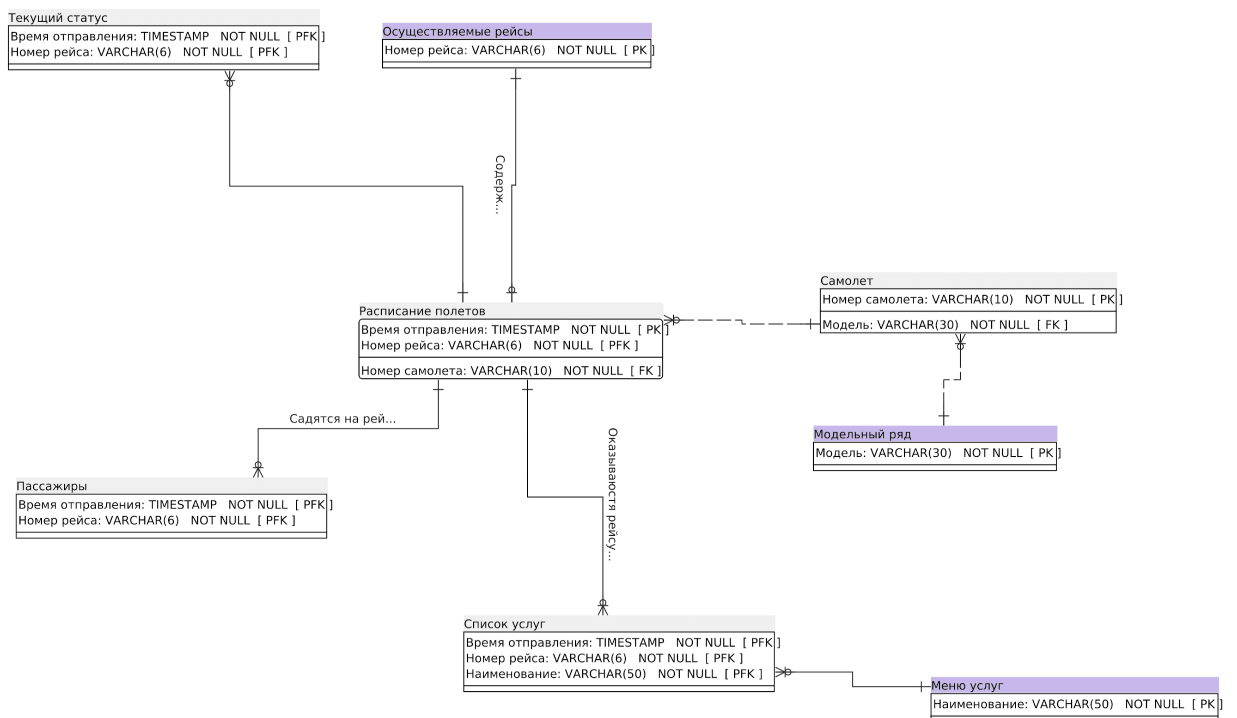 Текущий статус
Время отправления: TIMESTAMP NOT NULL [ PFK ]
Номер рейса: VARCHAR(6) NOT NULL [ PFK ]
Осуществляемые рейсы
Номер рейса: VARCHAR(6) NOT NULL [ PK ]
Содерж...
Самолет
Номер самолета: VARCHAR(10) NOT NULL [ PK ]
Модель: VARCHAR(30) NOT NULL [ FK ]
Расписание полетов
Время отправления: TIMESTAMP NOT NULL [ PK ]
Номер рейса: VARCHAR(6) NOT NULL [ PFK ]
Номер самолета: VARCHAR(10) NOT NULL [ FK ]
Садятся на рей...
Оказываюстя рейсу...
Модельный ряд
Модель: VARCHAR(30) NOT NULL [ PK ]
Пассажиры
Время отправления: TIMESTAMP NOT NULL [ PFK ]
Номер рейса: VARCHAR(6) NOT NULL [ PFK ]
Список услуг
Время отправления: TIMESTAMP NOT NULL [ PFK ]
Номер рейса: VARCHAR(6) NOT NULL [ PFK ]
Наименование: VARCHAR(50) NOT NULL [ PFK ]
Меню услуг
Наименование: VARCHAR(50) NOT NULL [ PK ]